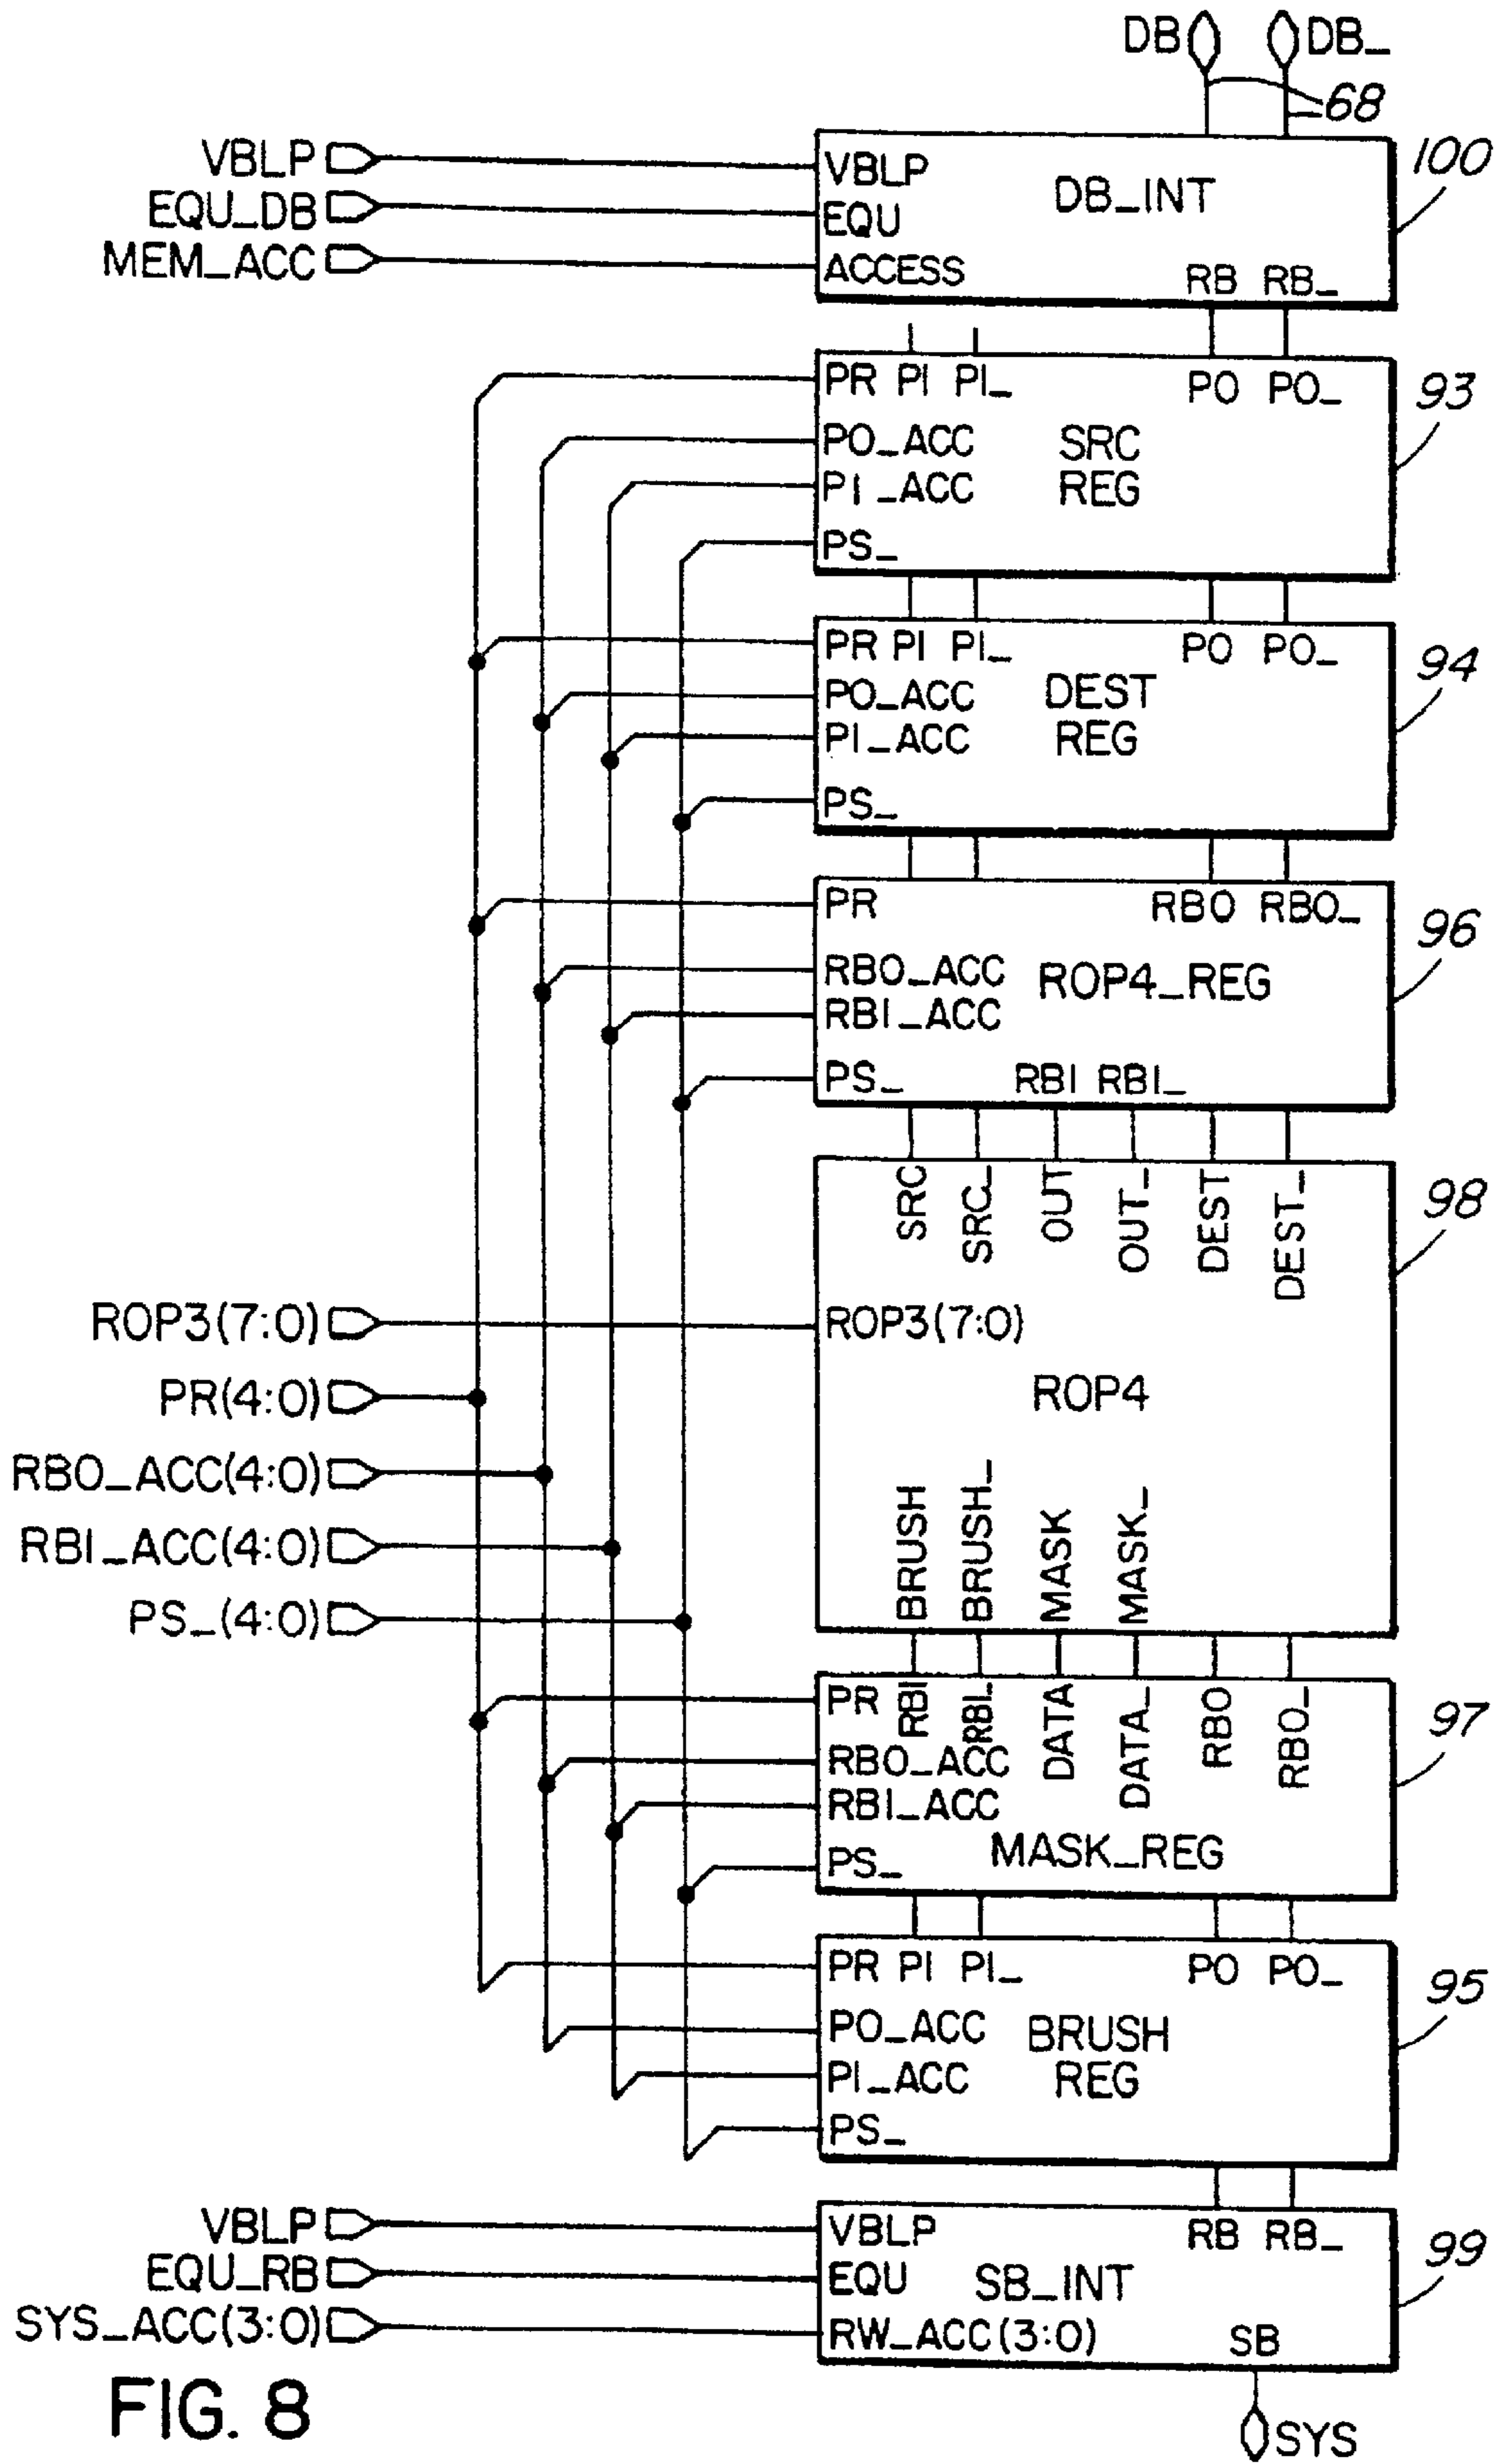 DB DB_
68
VBLP
EQU_DB
MEM_ACC
VBLP
EQU
ACCESS
DB_INT
RB RB_
100
PR PI PI_ PO PO_
PO_ACC
PI_ACC
PS_
SRC
REG
93
PR PI PI_ PO PO_
PO_ACC
PI_ACC
PS_
DEST
REG
94
PR RBO RBO_
RBO_ACC
RBI_ACC
ROP4_REG
PS_ RBI RBI_
96
SRC SRC_ OUT OUT_ DEST DEST_
98
ROP3(7:0)
ROP3(7:0)
ROP4
PR(4:0)
RBO_ACC(4:0)
RBI_ACC(4:0)
PS_(4:0)
BRUSH BRUSH_ MASK MASK_
PR RBI RBI_ DATA DATA_ RBO RBO_
RBO_ACC
RBI_ACC
PS_
MASK_REG
97
PR PI PI_ PO PO_
PO_ACC
PI_ACC
PS_
BRUSH
REG
95
VBLP
EQU_RB
SYS_ACC(3:0)
VBLP RB RB_
EQU
SB_INT
RW_ACC(3:0)
SB
99
SYS
FIG. 8